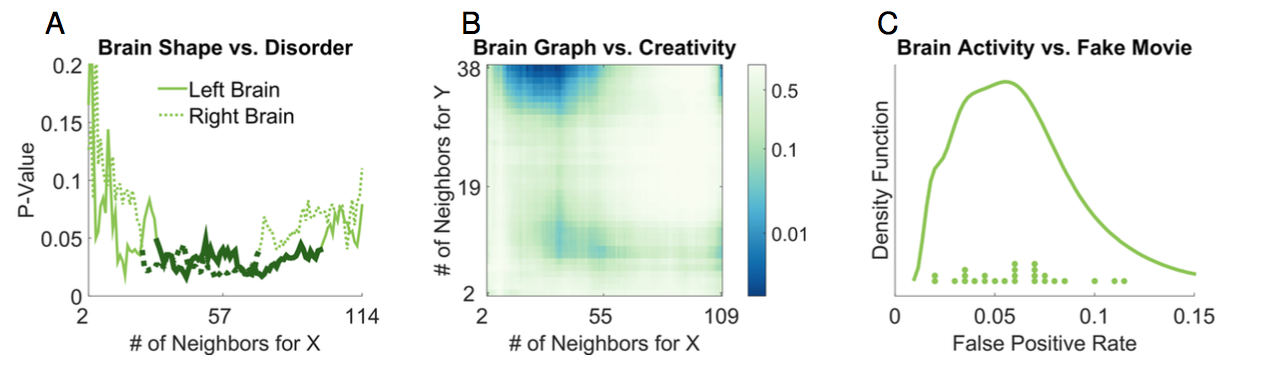 A
Brain Shape vs. Disorder
0.2
0.15
0.1
0.05
0
P-Value
Left Brain
Right Brain
2
57
114
# of Neighbors for X
B
Brain Graph vs. Creativity
38
19
2
# of Neighbors for Y
2
55
109
# of Neighbors for X
0.5
0.1
0.01
C
Brain Activity vs. Fake Movie
Density Function
0
0.05
0.1
0.15
False Positive Rate